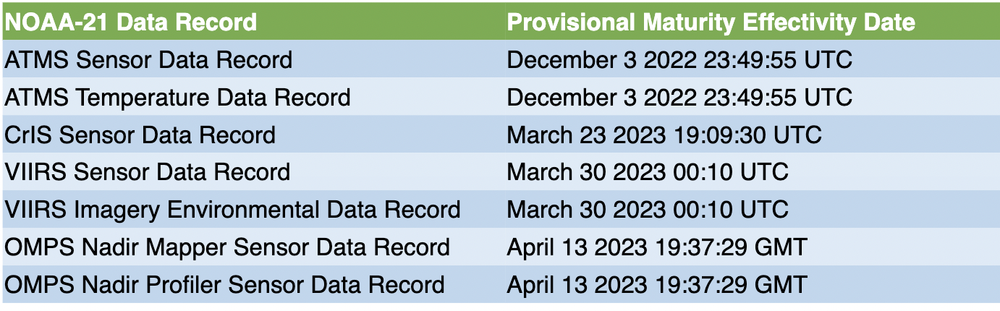 NOAA-21 Data Record Provisional Maturity Effectivity Date
ATMS Sensor Data Record December 3 2022 23:49:55 UTC
ATMS Temperature Data Record December 3 2022 23:49:55 UTC
CrIS Sensor Data Record March 23 2023 19:09:30 UTC
VIIRS Sensor Data Record March 30 2023 00:10 UTC
VIIRS Imagery Environmental Data Record March 30 2023 00:10 UTC
OMPS Nadir Mapper Sensor Data Record April 13 2023 19:37:29 GMT
OMPS Nadir Profiler Sensor Data Record April 13 2023 19:37:29 GMT